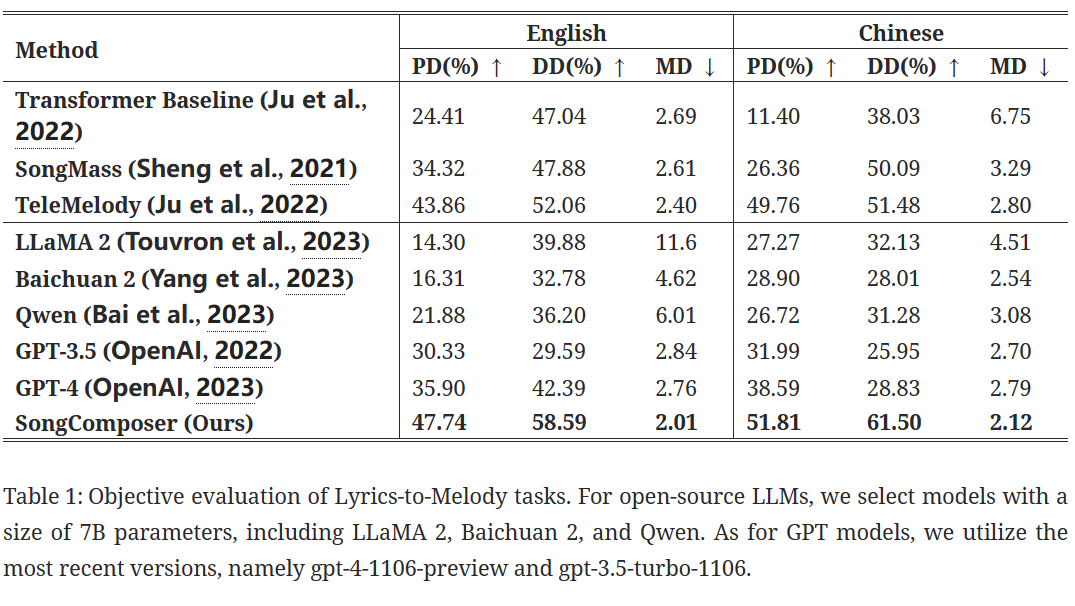 Method English Chinese
PD(%) ↑ DD(%) ↑ MD ↓ PD(%) ↑ DD(%) ↑ MD ↓
Transformer Baseline (Ju et al.,
2022) 24.41 47.04 2.69 11.40 38.03 6.75
SongMass (Sheng et al., 2021) 34.32 47.88 2.61 26.36 50.09 3.29
TeleMelody (Ju et al., 2022) 43.86 52.06 2.40 49.76 51.48 2.80
LLaMA 2 (Touvron et al., 2023) 14.30 39.88 11.6 27.27 32.13 4.51
Baichuan 2 (Yang et al., 2023) 16.31 32.78 4.62 28.90 28.01 2.54
Qwen (Bai et al., 2023) 21.88 36.20 6.01 26.72 31.28 3.08
GPT-3.5 (OpenAI, 2022) 30.33 29.59 2.84 31.99 25.95 2.70
GPT-4 (OpenAI, 2023) 35.90 42.39 2.76 38.59 28.83 2.79
SongComposer (Ours) 47.74 58.59 2.01 51.81 61.50 2.12
Table 1: Objective evaluation of Lyrics-to-Melody tasks. For open-source LLMs, we select models with a
size of 7B parameters, including LLaMA 2, Baichuan 2, and Qwen. As for GPT models, we utilize the
most recent versions, namely gpt-4-1106-preview and gpt-3.5-turbo-1106.